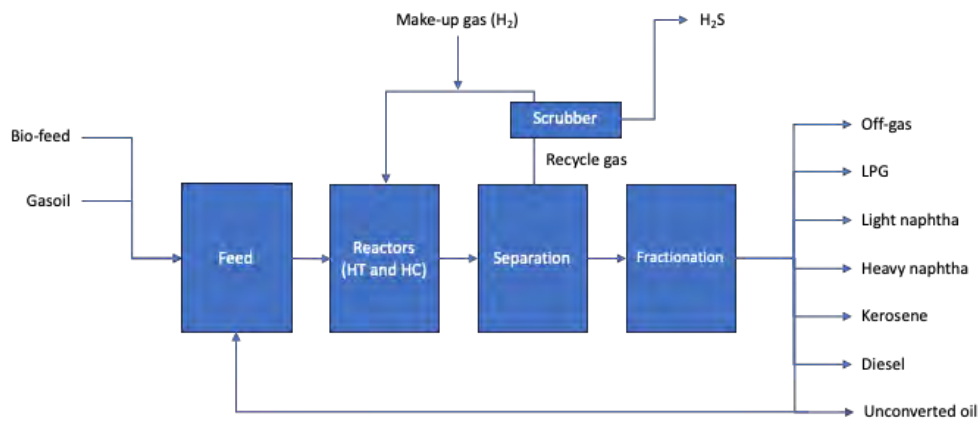 Make-up gas (H₂)
H₂S
Scrubber
Off-gas
Bio-feed
Recycle gas
LPG
Gasoil
Light naphtha
Feed
Reactors
(HT and HC)
Separation
Fractionation
Heavy naphtha
Kerosene
Diesel
Unconverted oil